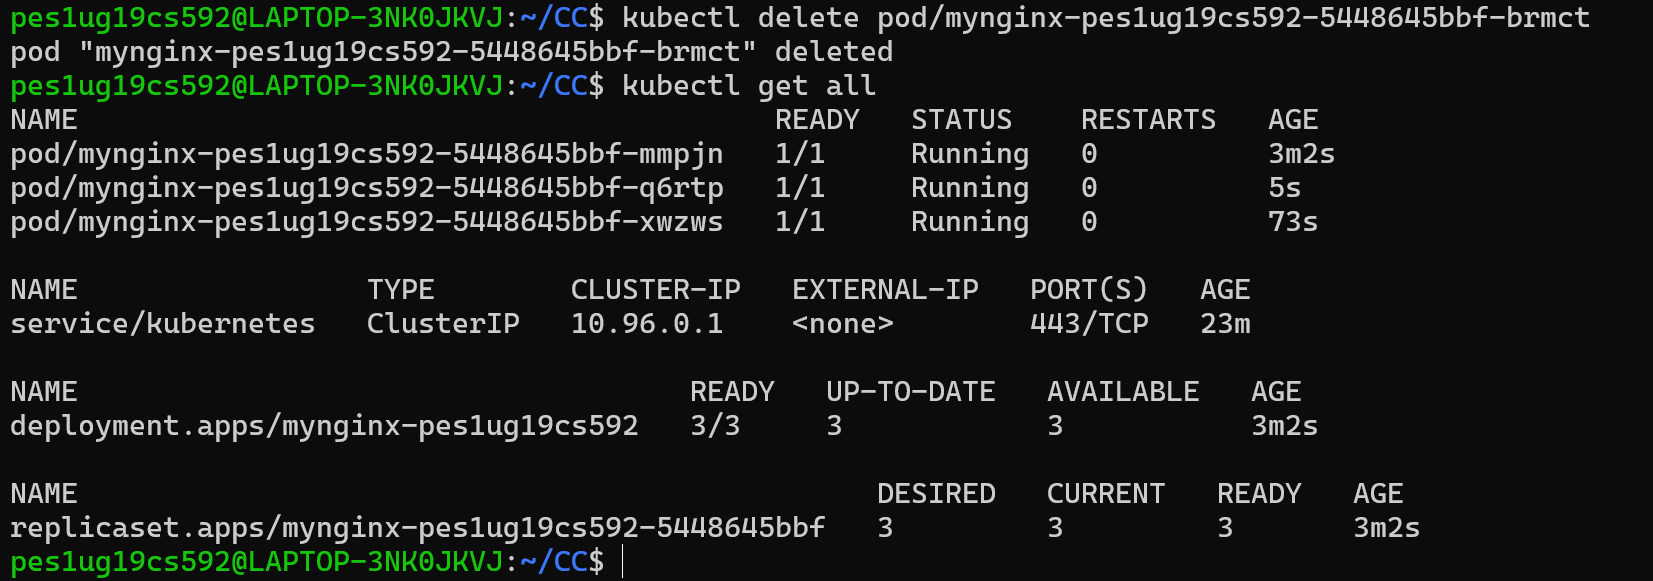 pes1ug19cs592@LAPTOP-3NK0JKVJ:~/CC$ kubectl delete pod/mynginx-pes1ug19cs592-5448645bbf-brmct
pod "mynginx-pes1ug19cs592-5448645bbf-brmct" deleted
pes1ug19cs592@LAPTOP-3NK0JKVJ:~/CC$ kubectl get all
NAME                                         READY   STATUS    RESTARTS   AGE
pod/mynginx-pes1ug19cs592-5448645bbf-mmpjn   1/1     Running   0          3m2s
pod/mynginx-pes1ug19cs592-5448645bbf-q6rtp   1/1     Running   0          5s
pod/mynginx-pes1ug19cs592-5448645bbf-xwzws   1/1     Running   0          73s
NAME                 TYPE        CLUSTER-IP   EXTERNAL-IP   PORT(S)   AGE
service/kubernetes   ClusterIP   10.96.0.1    <none>        443/TCP   23m
NAME                                    READY   UP-TO-DATE   AVAILABLE   AGE
deployment.apps/mynginx-pes1ug19cs592   3/3     3            3           3m2s
NAME                                               DESIRED   CURRENT   READY   AGE
replicaset.apps/mynginx-pes1ug19cs592-5448645bbf   3         3         3       3m2s
pes1ug19cs592@LAPTOP-3NK0JKVJ:~/CC$